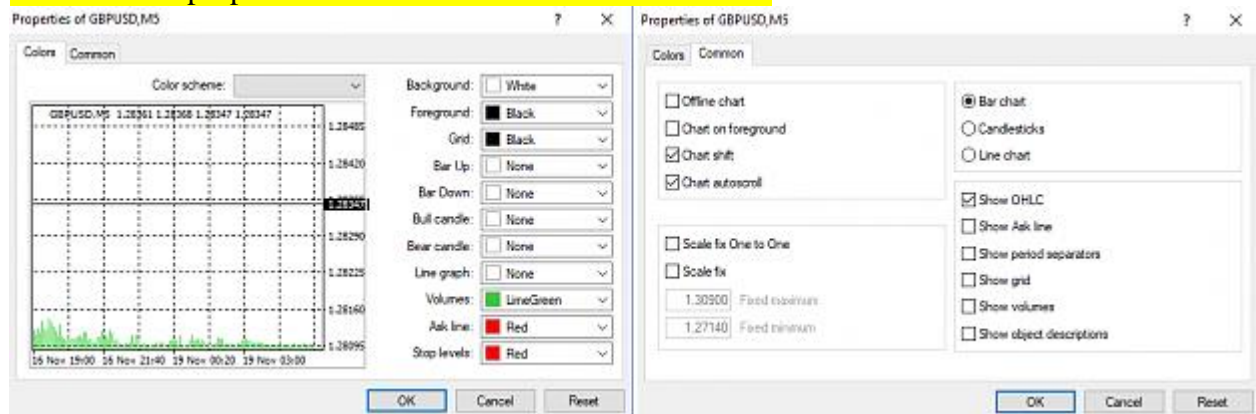 Properties of GBPUSD,M5 ? ×
Colors Common
Color scheme:
GBPUSD,M5 1.28361 1.28368 1.28347 1.28347
1.28485
1.28420
1.28347
1.28290
1.28225
1.28160
1.28095
16 Nov 19:00 16 Nov 21:40 19 Nov 00:20 19 Nov 03:00
Background: White
Foreground: Black
Grid: Black
Bar Up: None
Bar Down: None
Bull candle: None
Bear candle: None
Line graph: None
Volumes: LimeGreen
Ask line: Red
Stop levels: Red
OK Cancel Reset
Properties of GBPUSD,M5 ? ×
Colors Common
Offline chart
Chart on foreground
Chart shift
Chart autoscroll
Scale fix One to One
Scale fix
1.30900 Fixed maximum
1.27140 Fixed minimum
Bar chart
Candlesticks
Line chart
Show OHLC
Show Ask line
Show period separators
Show grid
Show volumes
Show object descriptions
OK Cancel Reset